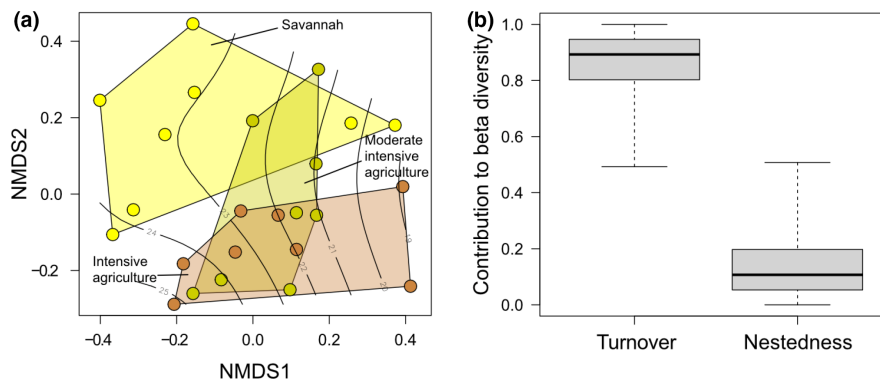 (a)
NMDS2
0.4
0.2
0.0
−0.2
Savannah
Moderate
intensive
agriculture
Intensive
agriculture
25
24
23
22
21
20
19
−0.4
−0.2
0.0
0.2
0.4
NMDS1
(b)
Contribution to beta diversity
1.0
0.8
0.6
0.4
0.2
0.0
Turnover
Nestedness